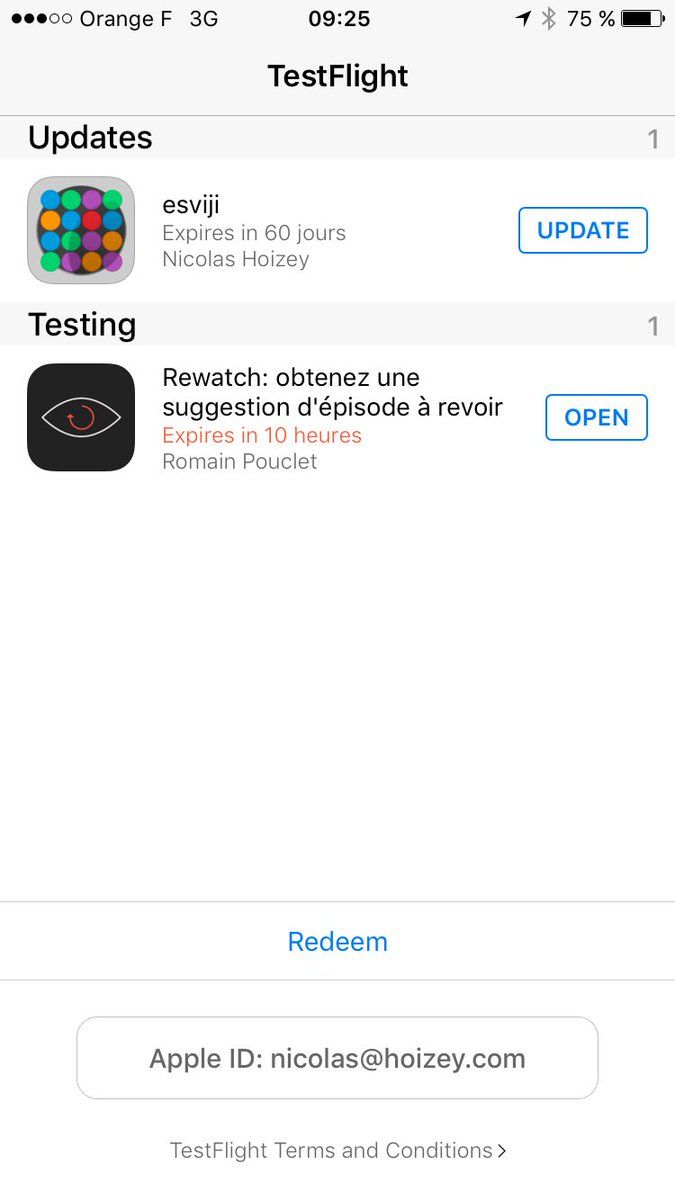 Orange F 3G 09:25 75 %
TestFlight
Updates 1
esviji
Expires in 60 jours
Nicolas Hoizey
UPDATE
Testing 1
Rewatch: obtenez une
suggestion d'épisode à revoir
Expires in 10 heures
Romain Pouclet
OPEN
Redeem
Apple ID: nicolas@hoizey.com
TestFlight Terms and Conditions